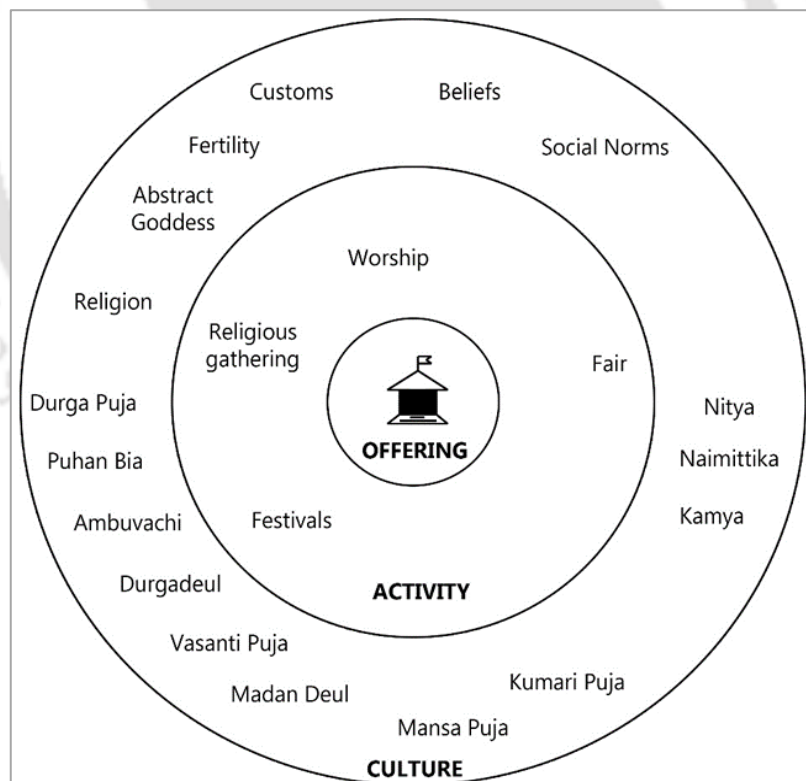 Customs
Beliefs
Fertility
Social Norms
Abstract
Goddess
Worship
Religion
Religious
gathering
Fair
Durga Puja
Nitya
OFFERING
Puhan Bia
Naimittika
Ambuvachi
Festivals
Kamya
Durgadeul
ACTIVITY
Vasanti Puja
Kumari Puja
Madan Deul
Mansa Puja
CULTURE